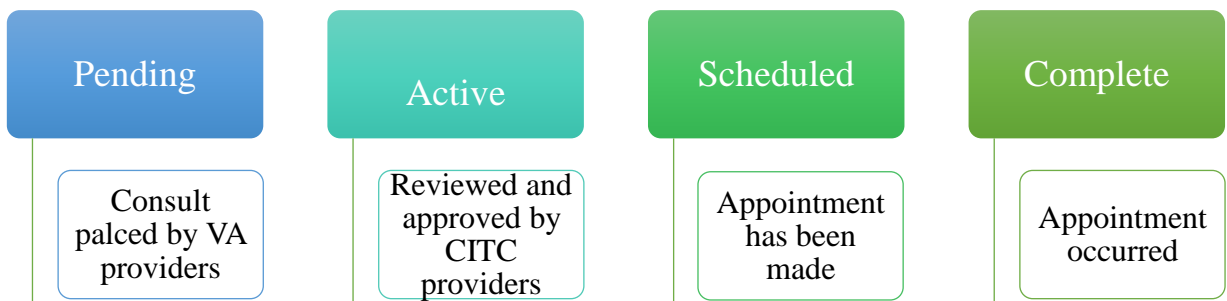 Pending
Consult
palced by VA
providers
Active
Reviewed and
approved by
CITC
providers
Scheduled
Appointment
has been
made
Complete
Appointment
occurred